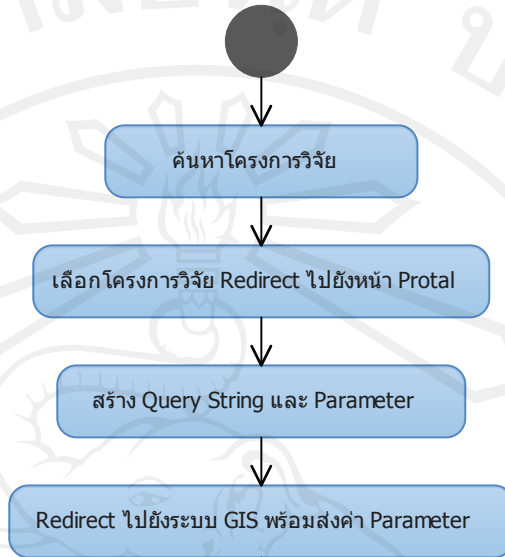 ค้นหาโครงการวิจัย
เลือกโครงการวิจัย Redirect ไปยังหน้า Protal
สร้าง Query String และ Parameter
Redirect ไปยังระบบ GIS พร้อมส่งค่า Parameter